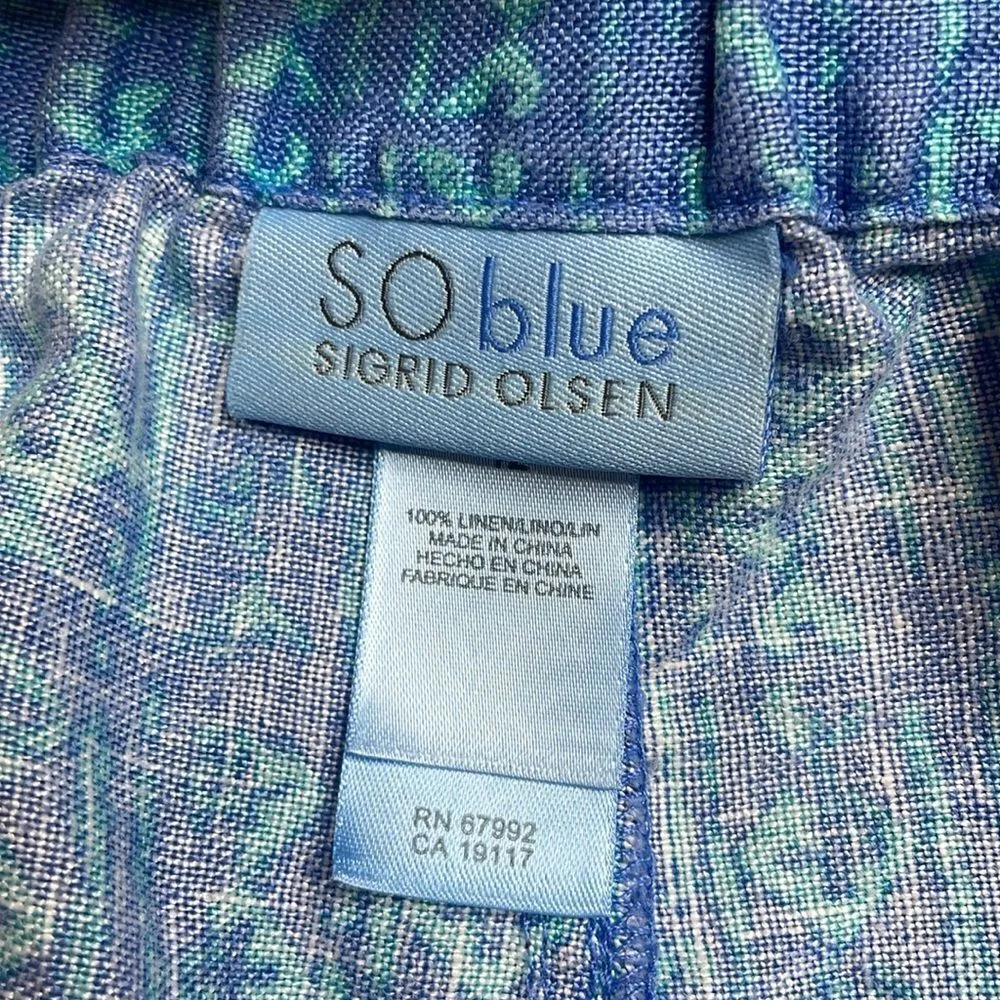 SO blue
SIGRID OLSEN
100% LINEN/LINO/LIN
MADE IN CHINA
HECHO EN CHINA
FABRIQUE EN CHINE
RN 67992
CA 19117